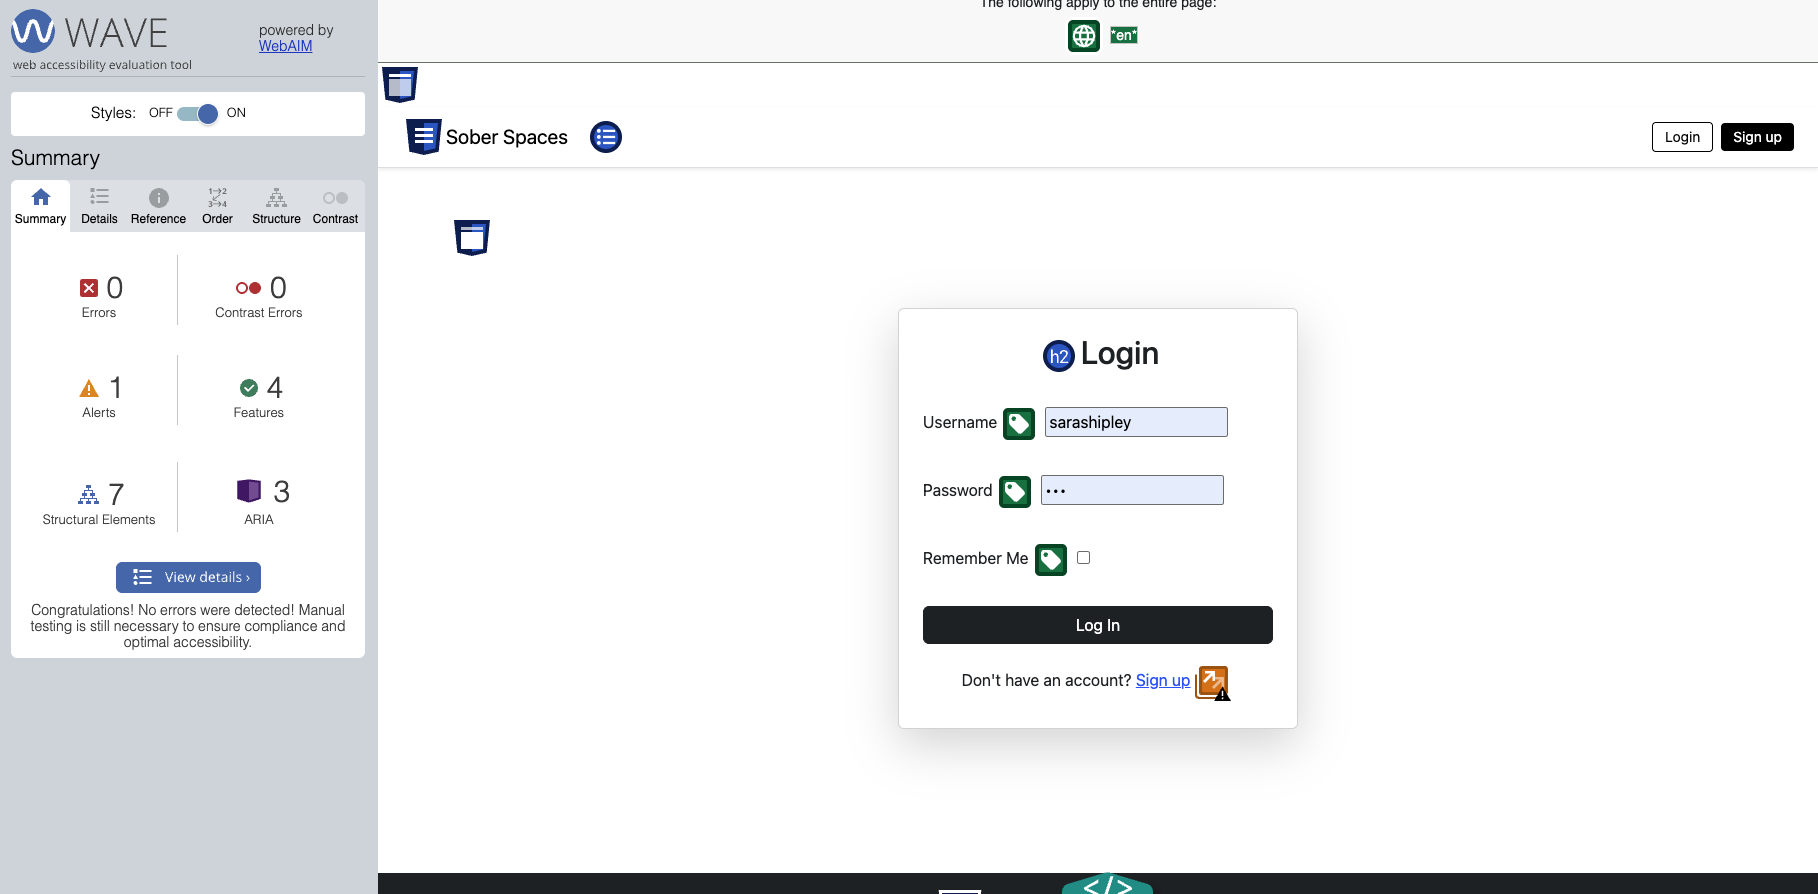 WAVE
powered by
WebAIM
web accessibility evaluation tool
Styles: OFF ON
Summary
Summary Details Reference Order Structure Contrast
0
Errors
0
Contrast Errors
1
Alerts
4
Features
7
Structural Elements
3
ARIA
View details ›
Congratulations! No errors were detected! Manual
testing is still necessary to ensure compliance and
optimal accessibility.
The following apply to the entire page:
*en*
Sober Spaces
Login Sign up
h2 Login
Username sarashipley
Password •••
Remember Me
Log In
Don't have an account? Sign up
</>